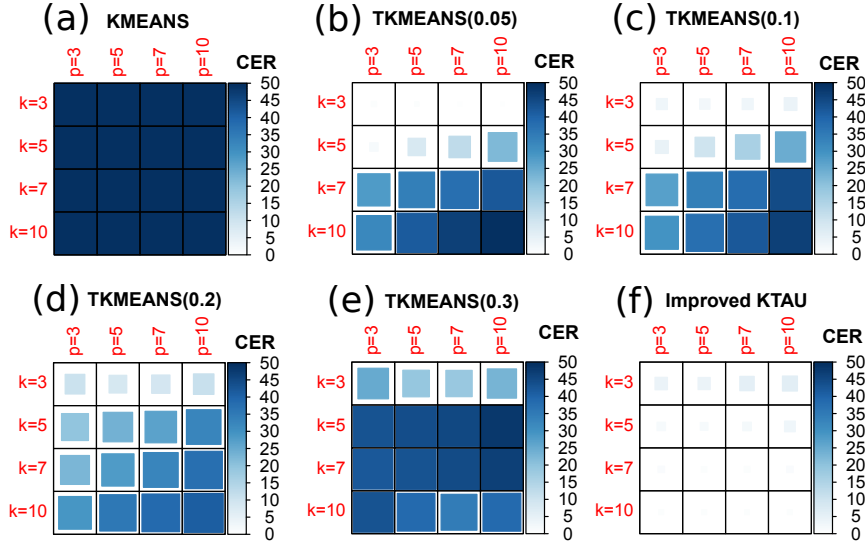 (a)
KMEANS
p=3
p=5
p=7
p=10
CER
k=3
k=5
k=7
k=10
50
45
40
35
30
25
20
15
10
5
0
(b)
TKMEANS(0.05)
p=3
p=5
p=7
p=10
CER
k=3
k=5
k=7
k=10
50
45
40
35
30
25
20
15
10
5
0
(c)
TKMEANS(0.1)
p=3
p=5
p=7
p=10
CER
k=3
k=5
k=7
k=10
50
45
40
35
30
25
20
15
10
5
0
(d)
TKMEANS(0.2)
p=3
p=5
p=7
p=10
CER
k=3
k=5
k=7
k=10
50
45
40
35
30
25
20
15
10
5
0
(e)
TKMEANS(0.3)
p=3
p=5
p=7
p=10
CER
k=3
k=5
k=7
k=10
50
45
40
35
30
25
20
15
10
5
0
(f)
Improved KTAU
p=3
p=5
p=7
p=10
CER
k=3
k=5
k=7
k=10
50
45
40
35
30
25
20
15
10
5
0